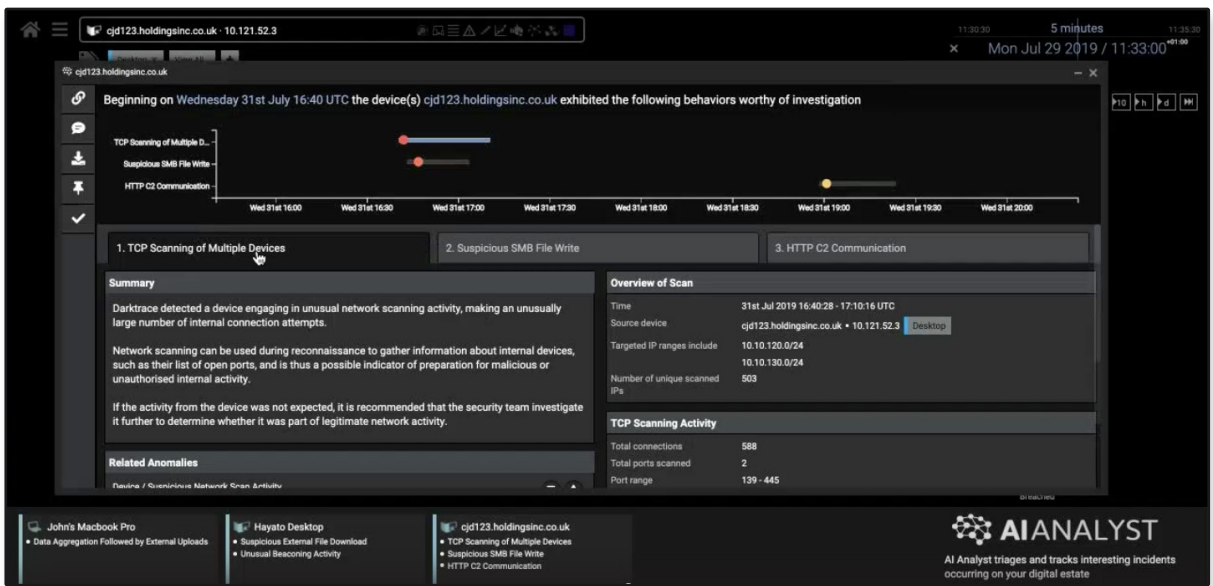 cjd123.holdingsinc.co.uk · 10.121.52.3
11:30:30
5 minutes
11:35:30
Mon Jul 29 2019 / 11:33:00 +01:00
cjd123.holdingsinc.co.uk
Beginning on Wednesday 31st July 16:40 UTC the device(s) cjd123.holdingsinc.co.uk exhibited the following behaviors worthy of investigation
10 h d
TCP Scanning of Multiple D...
Suspicious SMB File Write
HTTP C2 Communication
Wed 31st 16:00 Wed 31st 16:30 Wed 31st 17:00 Wed 31st 17:30 Wed 31st 18:00 Wed 31st 18:30 Wed 31st 19:00 Wed 31st 19:30 Wed 31st 20:00
1. TCP Scanning of Multiple Devices
2. Suspicious SMB File Write
3. HTTP C2 Communication
Summary
Darktrace detected a device engaging in unusual network scanning activity, making an unusually
large number of internal connection attempts.
Network scanning can be used during reconnaissance to gather information about internal devices,
such as their list of open ports, and is thus a possible indicator of preparation for malicious or
unauthorised internal activity.
If the activity from the device was not expected, it is recommended that the security team investigate
it further to determine whether it was part of legitimate network activity.
Related Anomalies
Device / Suspicious Network Scan Activity
Overview of Scan
Time 31st Jul 2019 16:40:28 - 17:10:16 UTC
Source device cjd123.holdingsinc.co.uk • 10.121.52.3 Desktop
Targeted IP ranges include 10.10.120.0/24
10.10.130.0/24
Number of unique scanned 503
IPs
TCP Scanning Activity
Total connections 588
Total ports scanned 2
Port range 139 - 445
Breached
John's Macbook Pro
• Data Aggregation Followed by External Uploads
Hayato Desktop
• Suspicious External File Download
• Unusual Beaconing Activity
cjd123.holdingsinc.co.uk
• TCP Scanning of Multiple Devices
• Suspicious SMB File Write
• HTTP C2 Communication
AI ANALYST
AI Analyst triages and tracks interesting incidents
occurring on your digital estate